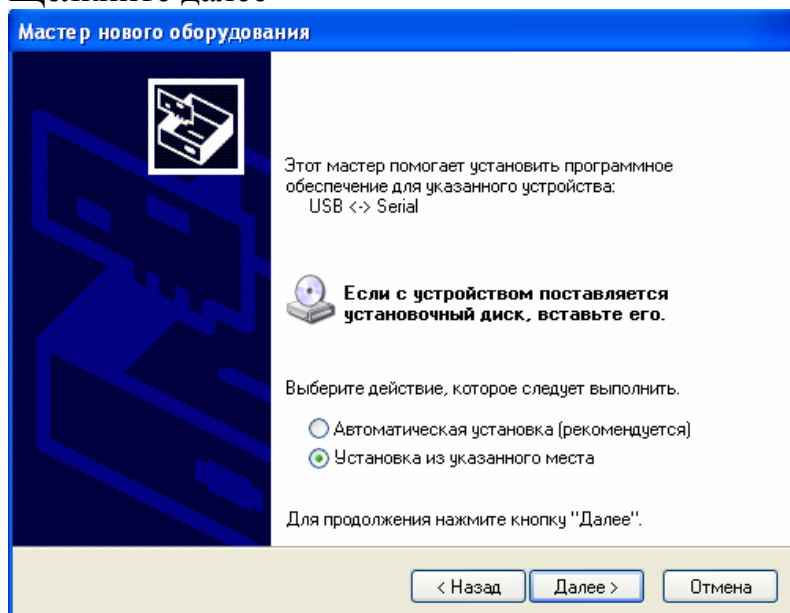 Щелкните далее
Мастер нового оборудования
Этот мастер помогает установить программное
обеспечение для указанного устройства:
USB <-> Serial
Если с устройством поставляется
установочный диск, вставьте его.
Выберите действие, которое следует выполнить.
Автоматическая установка (рекомендуется)
Установка из указанного места
Для продолжения нажмите кнопку "Далее".
< Назад
Далее >
Отмена